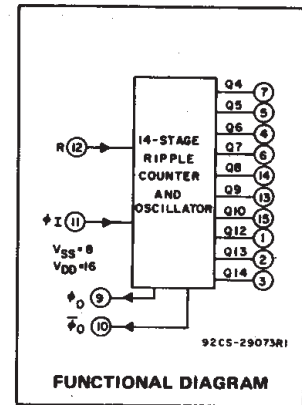 Q4 7
Q5 5
Q6 4
Q7 6
Q8 14
Q9 13
Q10 15
Q12 1
Q13 2
Q14 3
R 12
14-STAGE
RIPPLE
COUNTER
AND
OSCILLATOR
ϕI 11
VSS=8
VDD=16
ϕO 9
ϕ̅O 10
92CS-29073RI
FUNCTIONAL DIAGRAM